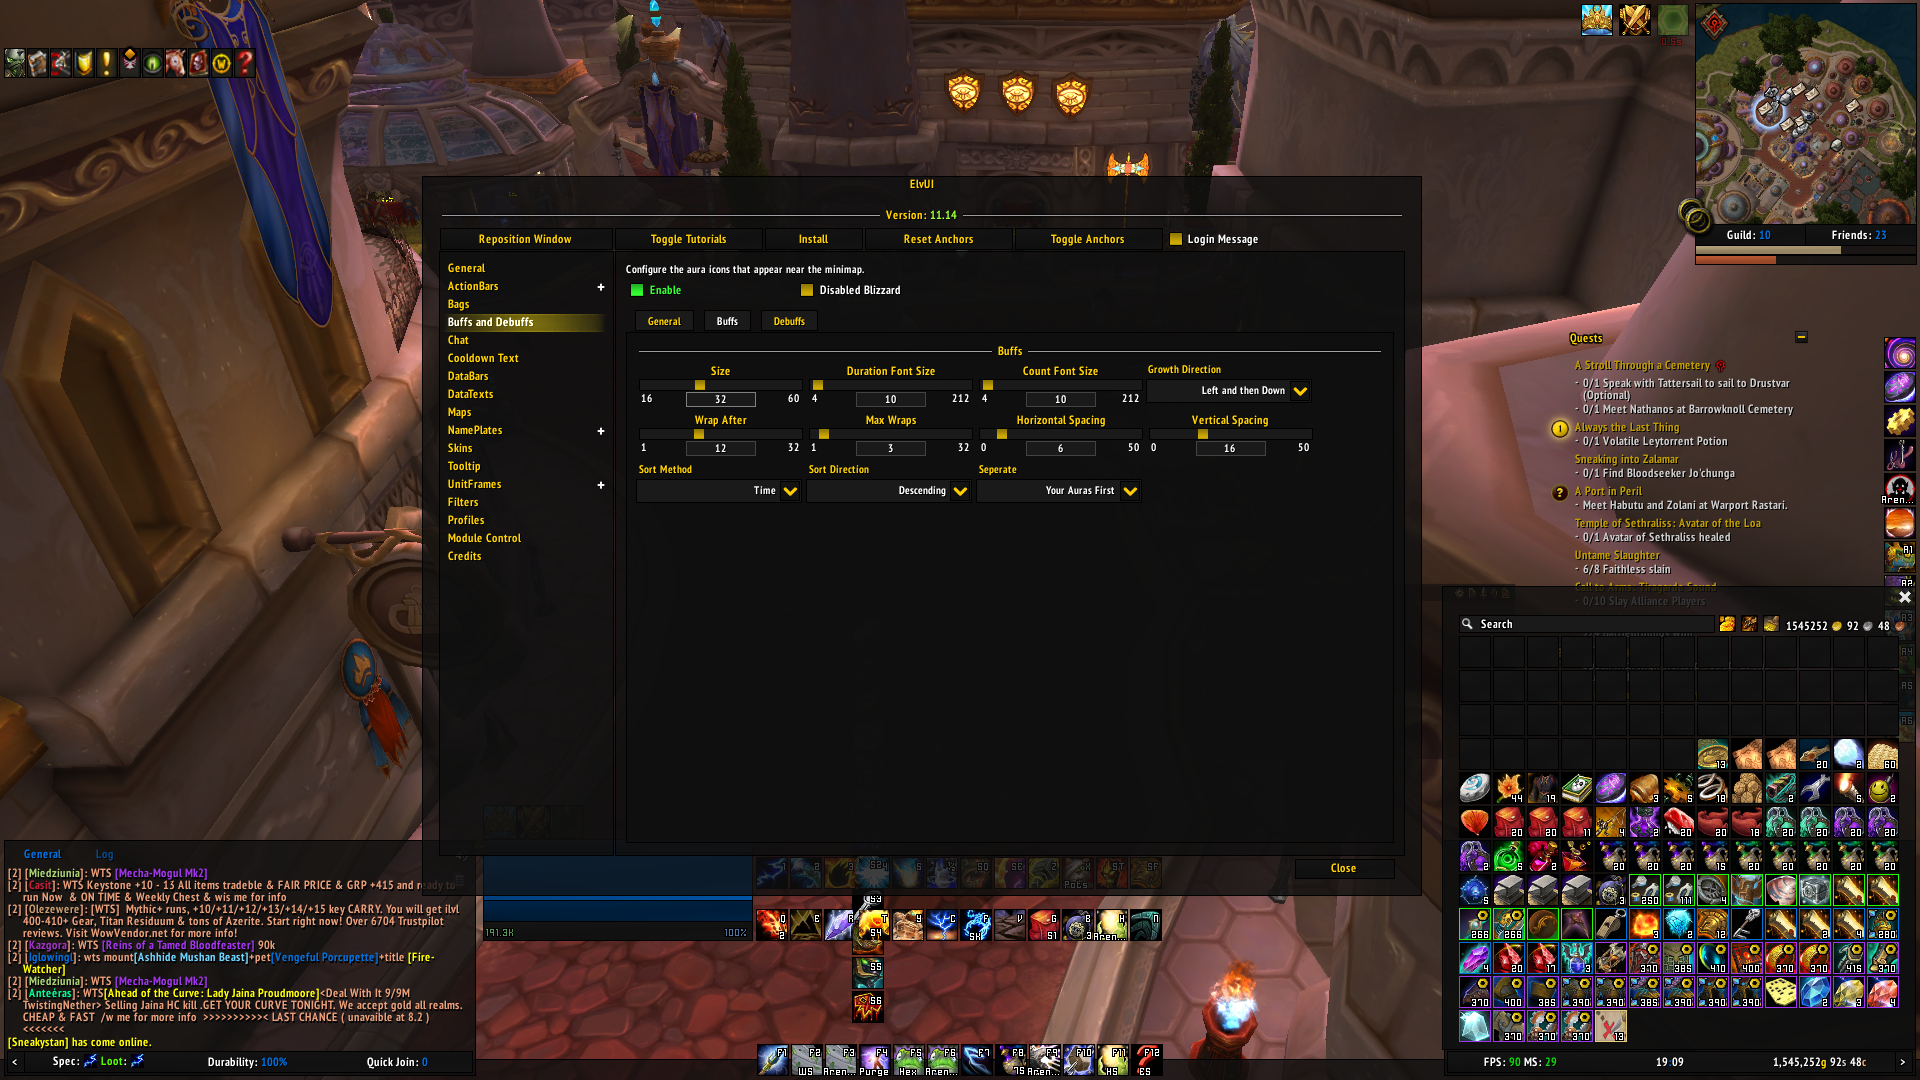 ElvUI
Version: 11.14
Reposition Window
Toggle Tutorials
Install
Reset Anchors
Toggle Anchors
Login Message
General
ActionBars +
Bags
Buffs and Debuffs
Chat
Cooldown Text
DataBars
DataTexts
Maps
NamePlates +
Skins
Tooltip
UnitFrames +
Filters
Profiles
Module Control
Credits
Configure the aura icons that appear near the minimap.
Enable
Disabled Blizzard
General
Buffs
Debuffs
Buffs
Size
Duration Font Size
Count Font Size
Growth Direction
16 32 60
4 10 212
4 10 212
Left and then Down
Wrap After
Max Wraps
Horizontal Spacing
Vertical Spacing
1 12 32
1 3 32
0 6 50
0 16 50
Sort Method
Sort Direction
Seperate
Time
Descending
Your Auras First
Close
Guild: 10
Friends: 23
Quests
A Stroll Through a Cemetery
- 0/1 Speak with Tattersail to sail to Drustvar
(Optional)
- 0/1 Meet Nathanos at Barrowknoll Cemetery
Always the Last Thing
- 0/1 Volatile Leytorrent Potion
Sneaking into Zalamar
- 0/1 Find Bloodseeker Jo'chunga
A Port in Peril
- Meet Habutu and Zolani at Warport Rastari.
Temple of Sethraliss: Avatar of the Loa
- 0/1 Avatar of Sethraliss healed
Untame Slaughter
- 6/8 Faithless slain
Call to Arms: Tiragarde Sound
- 0/10 Slay Alliance Players
Search
1545252 92 48
General
Log
[2] [Miedziunia]: WTS [Mecha-Mogul Mk2]
[2] [Casit]: WTS Keystone +10 - 13 All items tradeble & FAIR PRICE & GRP +415 and ready to
run Now & ON TIME & Weekly Chest & wis me for info
[2] [Olezewere]: [WTS] Mythic+ runs, +10/+11/+12/+13/+14/+15 key CARRY. You will get ilvl
400-410+ Gear, Titan Residuum & tons of Azerite. Start right now! Over 6704 Trustpilot
reviews. Visit WowVendor.net for more info!
[2] [Kazgora]: WTS [Reins of a Tamed Bloodfeaster] 90k
[2] [Iglowingl]: wts mount[Ashhide Mushan Beast]+pet[Vengeful Porcupette]+title [Fire-
Watcher]
[2] [Miedziunia]: WTS [Mecha-Mogul Mk2]
[2] [Anteéras]: WTS[Ahead of the Curve: Lady Jaina Proudmoore]<Deal With It 9/9M
TwistingNether> Selling Jaina HC kill .GET YOUR CURVE TONIGHT. We accept gold all realms.
CHEAP & FAST /w me for more info >>>>>>>>>>< LAST CHANCE ( unavaible at 8.2 )
<<<<<<<
[Sneakystan] has come online.
< Spec: Loot:
Durability: 100%
Quick Join: 0
191.3K
100%
FPS: 90 MS: 29
19:09
1,545,252g 92s 48c >